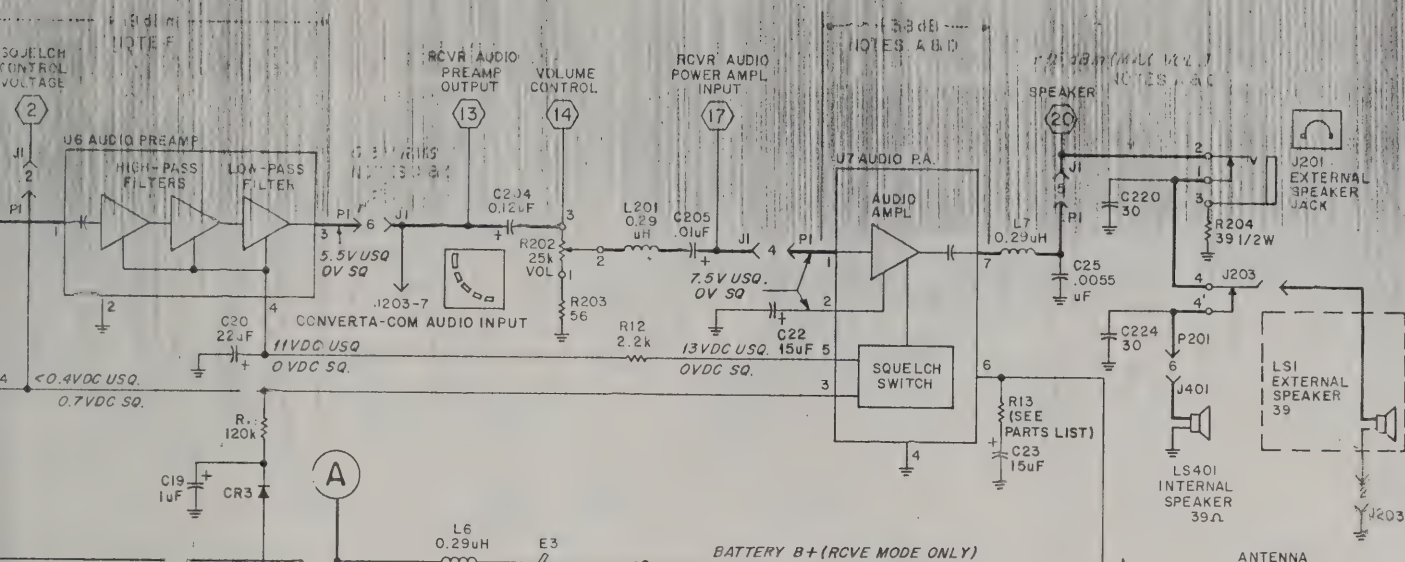 NOTE F
38dB
NOTES A & D
SQUELCH
CONTROL
VOLTAGE
2
J1
2
P1
U6 AUDIO PREAMP
HIGH-PASS
FILTERS
LOW-PASS
FILTER
1
2
3
4
P1
6
J1
5.5V USQ
0V SQ
J203-7
RCVR AUDIO
PREAMP
OUTPUT
13
VOLUME
CONTROL
14
C204
0.12uF
+
3
R202
25k
VOL
1
2
R203
56
CONVERTA-COM AUDIO INPUT
L201
0.29
uH
C205
.01uF
+
RCVR AUDIO
POWER AMPL
INPUT
17
J1
4
P1
7.5V USQ.
0V SQ
+
C22
15uF
C20
22uF
+
11VDC USQ
0VDC SQ.
R12
2.2k
13VDC USQ.
0VDC SQ.
4
<0.4VDC USQ.
0.7VDC SQ.
120k
C19
1uF
+
CR3
A
L6
0.29uH
E3
BATTERY B+ (RCVE MODE ONLY)
U7 AUDIO P.A.
AUDIO
AMPL
1
2
5
3
SQUELCH
SWITCH
7
6
4
L7
0.29uH
SPEAKER
20
J1
5
P1
C25
.0055
uF
R13
(SEE
PARTS LIST)
+
C23
15uF
C220
30
2
1
3
J201
EXTERNAL
SPEAKER
JACK
R204
39 1/2W
4
J203
4'
C224
30
P201
6
J401
LS401
INTERNAL
SPEAKER
39Ω
LS1
EXTERNAL
SPEAKER
39
2
J203
ANTENNA